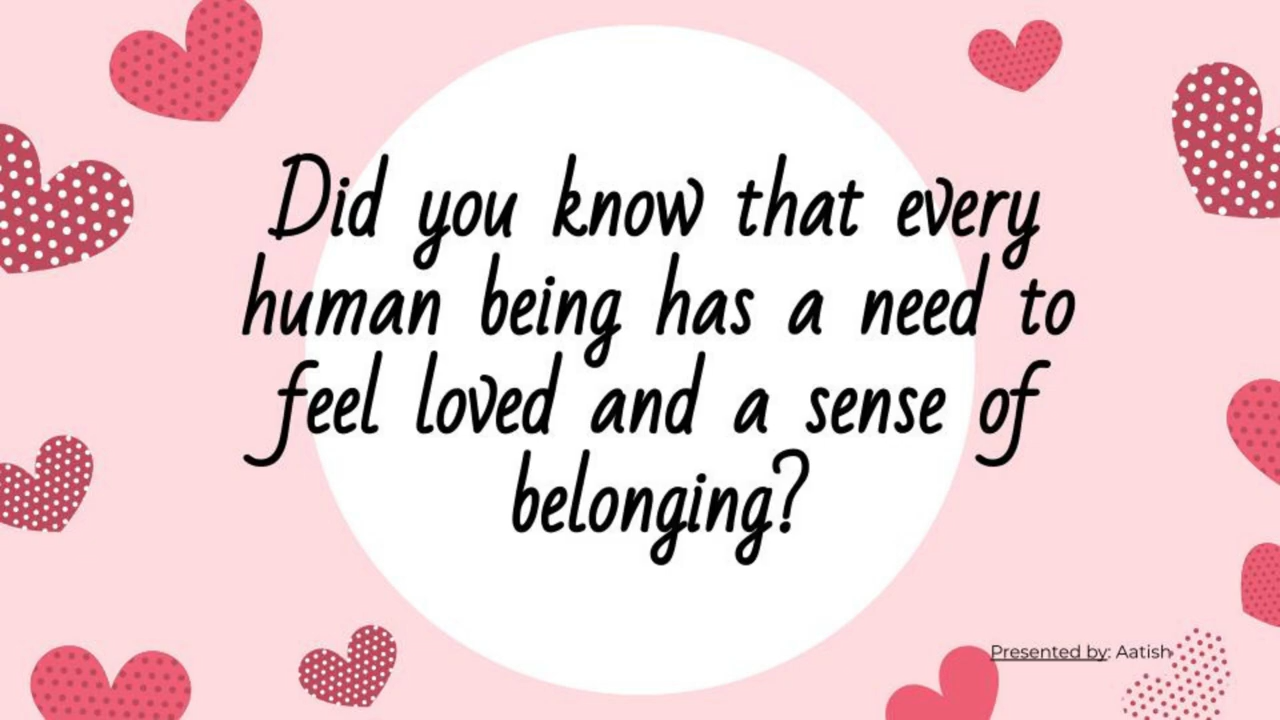 Did you know that every
human being has a need to
feel loved and a sense of
belonging?
Presented by: Aatish